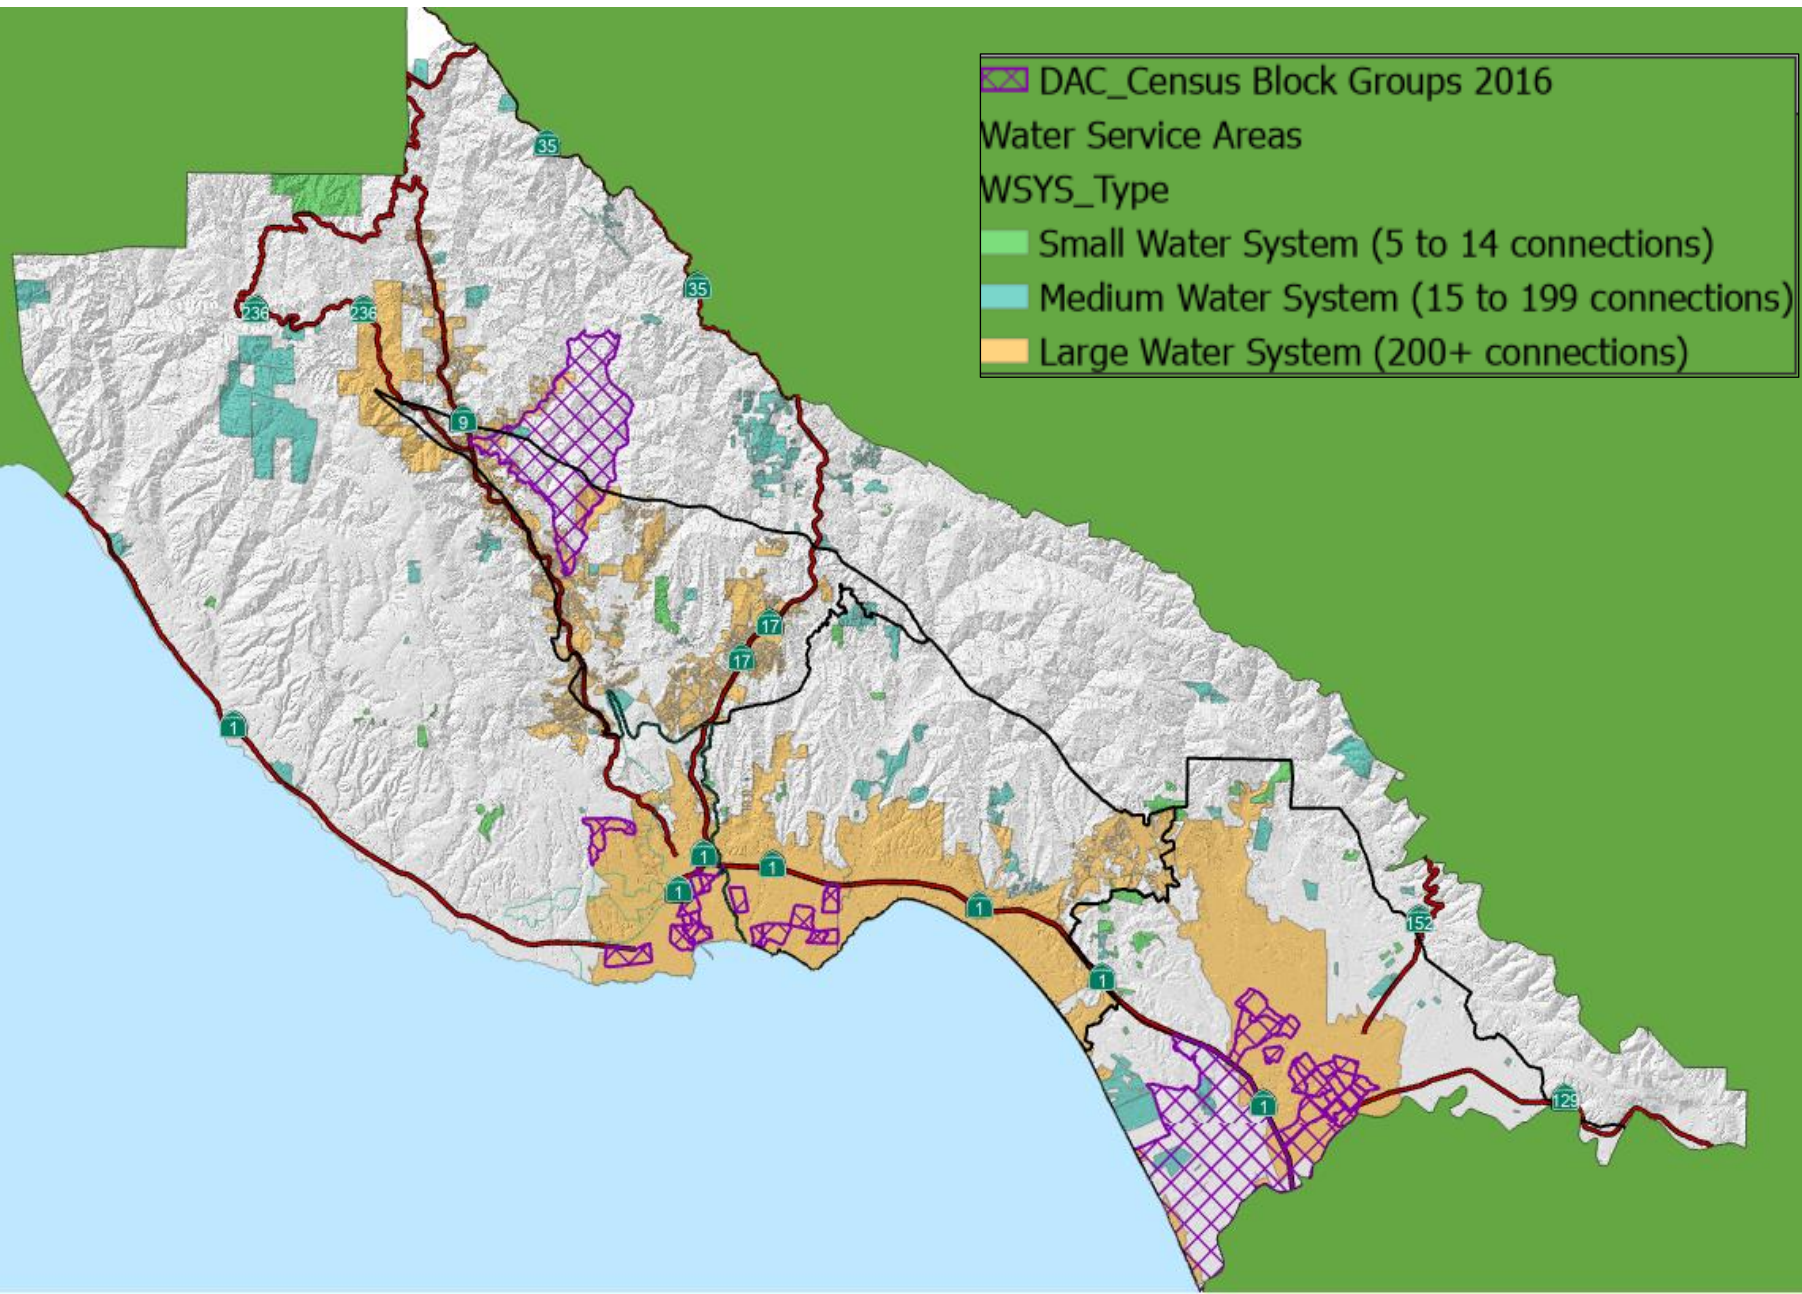 DAC_Census Block Groups 2016
Water Service Areas
WSYS_Type
Small Water System (5 to 14 connections)
Medium Water System (15 to 199 connections)
Large Water System (200+ connections)
35
35
236
236
9
17
17
1
1
1
1
1
152
1
129
1